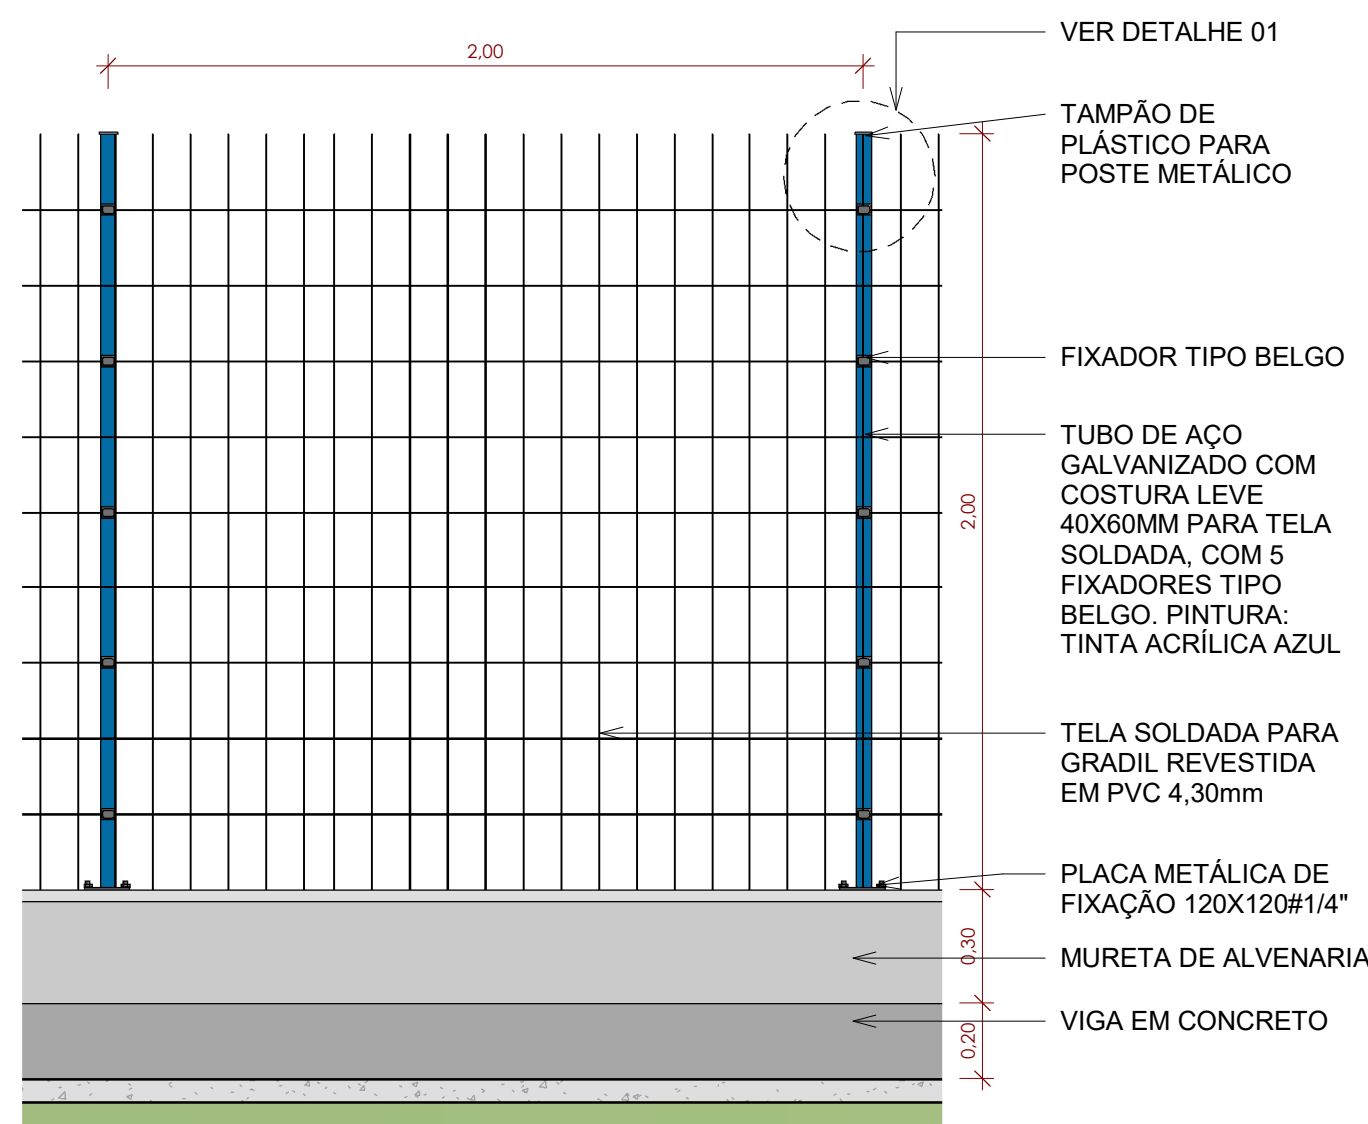 2,00
VER DETALHE 01
TAMPÃO DE
PLÁSTICO PARA
POSTE METÁLICO
FIXADOR TIPO BELGO
TUBO DE AÇO
GALVANIZADO COM
COSTURA LEVE
40X60MM PARA TELA
SOLDADA, COM 5
FIXADORES TIPO
BELGO. PINTURA:
TINTA ACRÍLICA AZUL
2,00
TELA SOLDADA PARA
GRADIL REVESTIDA
EM PVC 4,30mm
PLACA METÁLICA DE
FIXAÇÃO 120X120#1/4"
0,30
MURETA DE ALVENARIA
VIGA EM CONCRETO
0,20